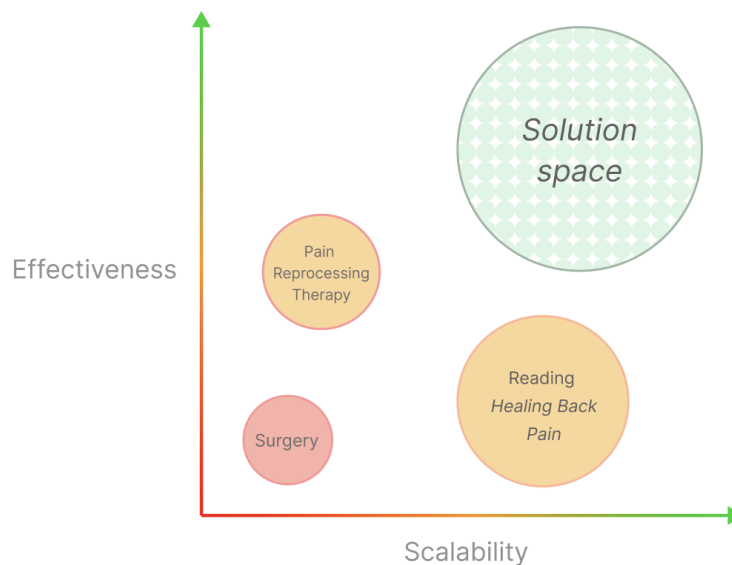 Solution
space
Pain
Reprocessing
Therapy
Effectiveness
Reading
Healing Back
Pain
Surgery
Scalability